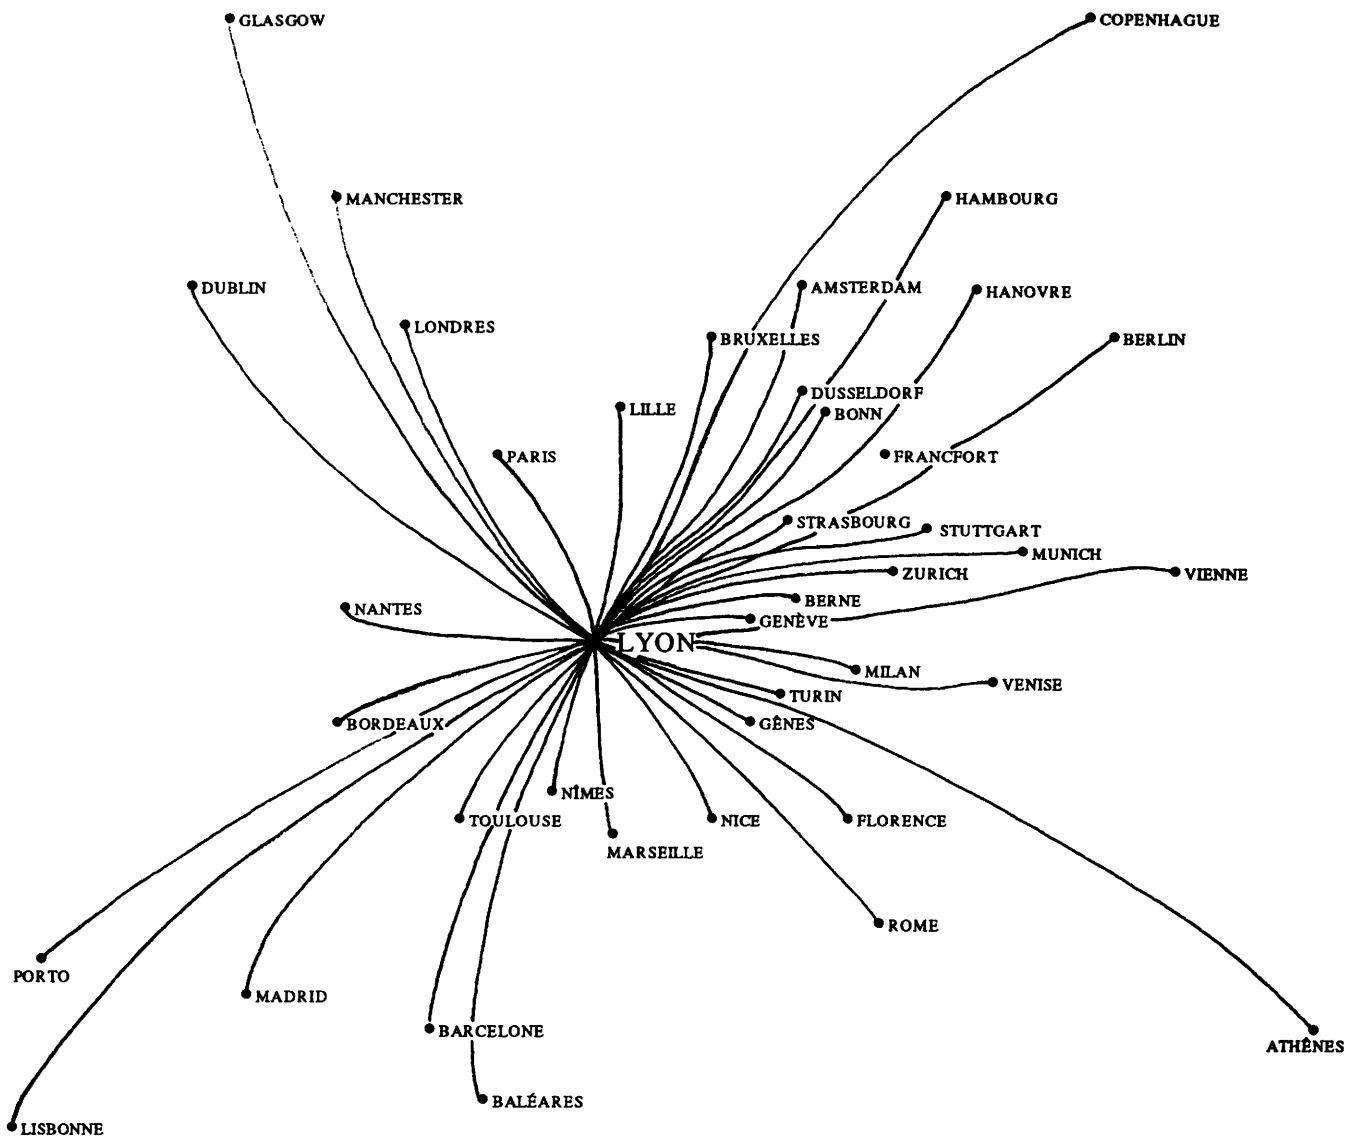 GLASGOW
COPENHAGUE
MANCHESTER
HAMBOURG
DUBLIN
AMSTERDAM
HANOVRE
LONDRES
BRUXELLES
BERLIN
DUSSELDORF
LILLE
BONN
PARIS
FRANCFORT
STRASBOURG
STUTTGART
MUNICH
ZURICH
VIENNE
BERNE
NANTES
GENÈVE
LYON
MILAN
VENISE
TURIN
BORDEAUX
GÊNES
NÎMES
TOULOUSE
NICE
FLORENCE
MARSEILLE
ROME
PORTO
MADRID
BARCELONE
ATHÊNES
BALÉARES
LISBONNE